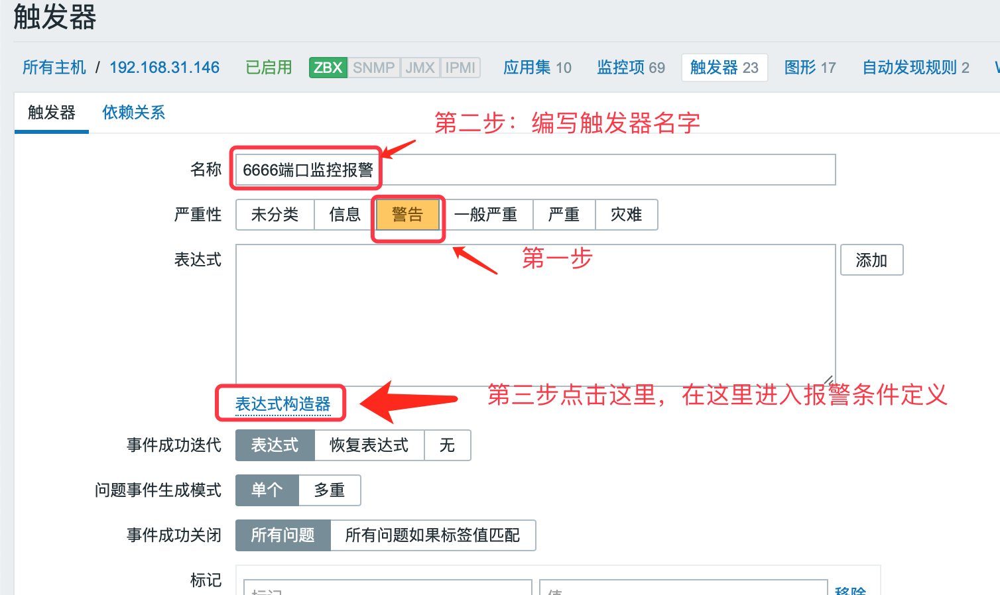 触发器
所有主机 / 192.168.31.146 已启用 ZBX SNMP JMX IPMI 应用集 10 监控项 69 触发器 23 图形 17 自动发现规则 2
触发器 依赖关系
第二步：编写触发器名字
名称 6666端口监控报警
严重性 未分类 信息 警告 一般严重 严重 灾难
表达式 添加
第一步
表达式构造器
第三步点击这里，在这里进入报警条件定义
事件成功迭代 表达式 恢复表达式 无
问题事件生成模式 单个 多重
事件成功关闭 所有问题 所有问题如果标签值匹配
标记
标记 值 移除